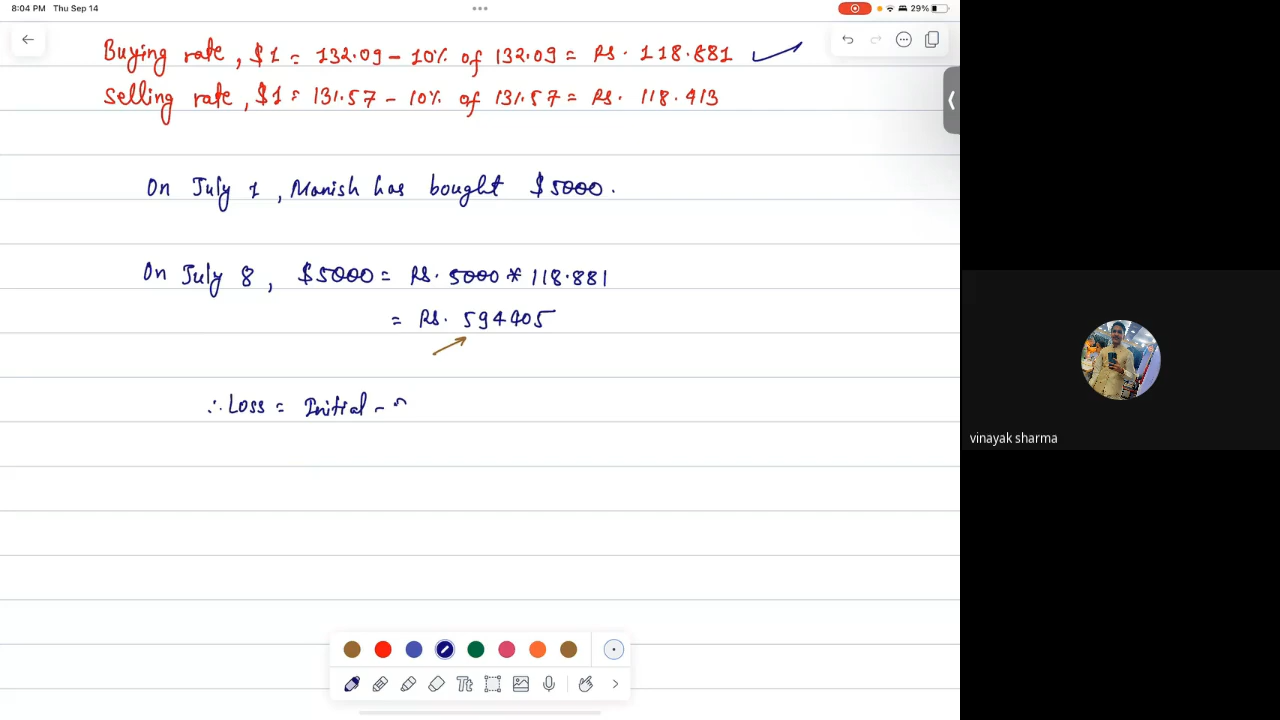 8:04 PM Thu Sep 14
29%
Buying rate, $1 = 132.09 - 10% of 132.09 = Rs. 118.881
Selling rate, $1 = 131.57 - 10% of 131.57 = Rs. 118.413
On July 1, Manish has bought $5000.
On July 8, $5000 = Rs. 5000 * 118.881
= Rs. 594405
∴ Loss = Initial -
vinayak sharma
Tt